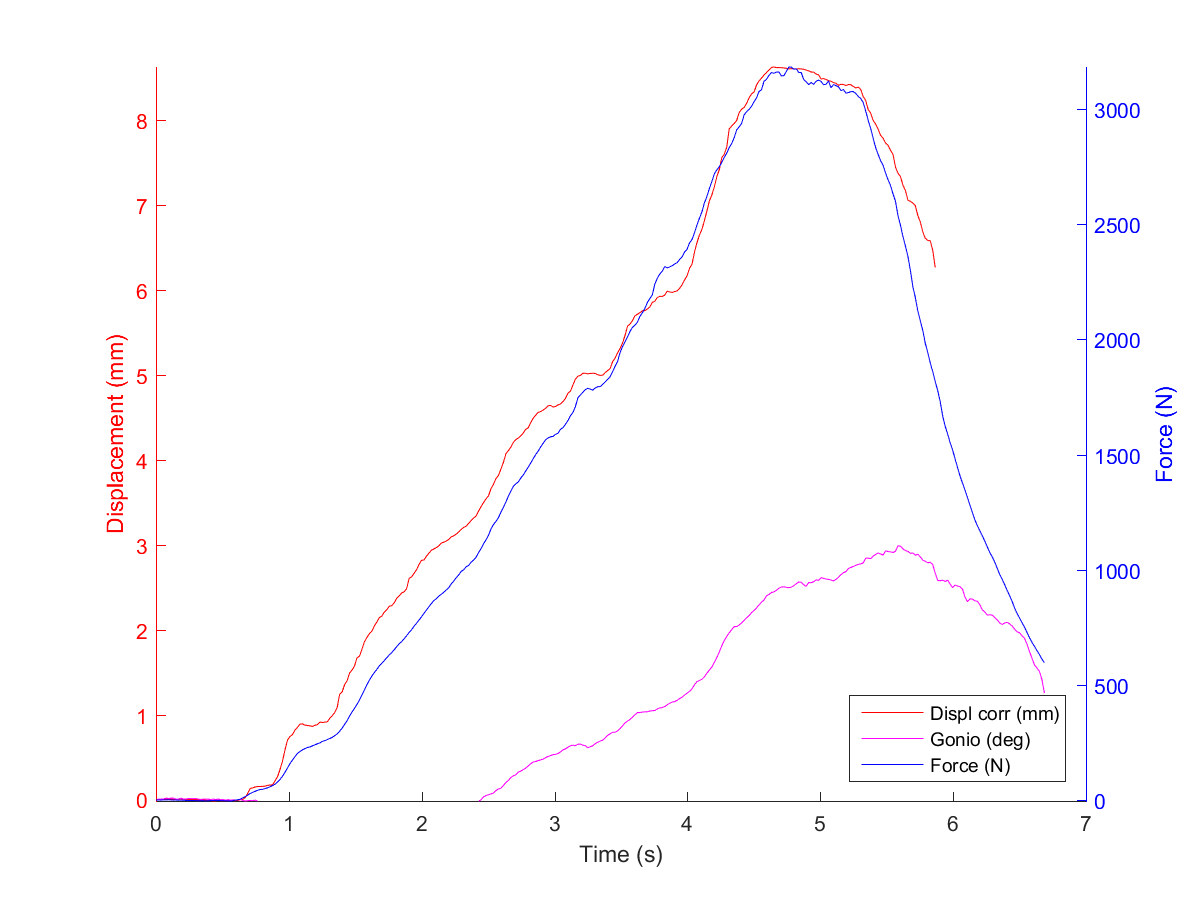 8
7
6
5
4
3
2
1
0
Displacement (mm)
3000
2500
2000
1500
1000
500
0
Force (N)
Displ corr (mm)
Gonio (deg)
Force (N)
0 1 2 3 4 5 6 7
Time (s)